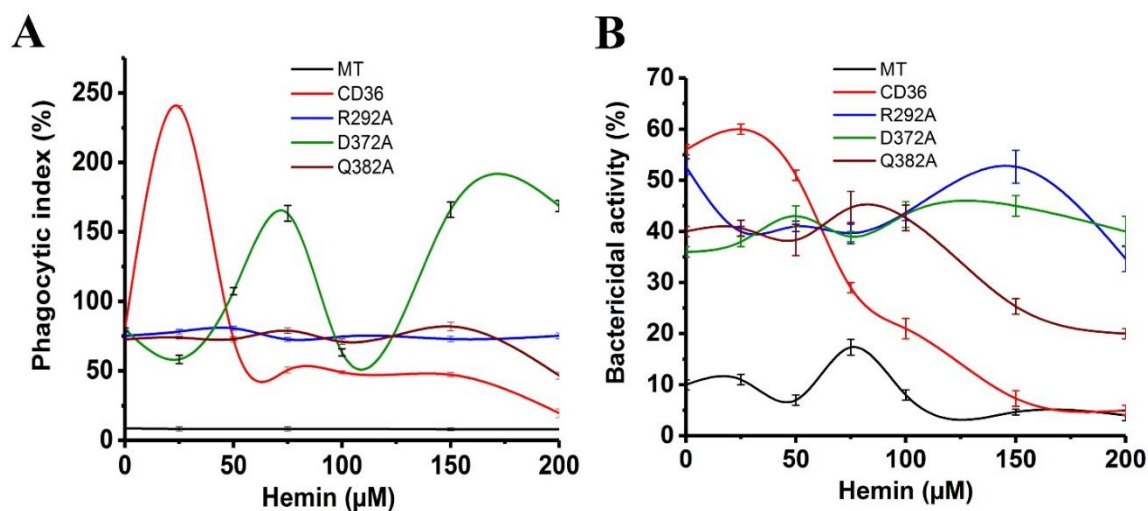 A
Phagocytic index (%)
250
200
150
100
50
0
MT
CD36
R292A
D372A
Q382A
0 50 100 150 200
Hemin (µM)
B
Bactericidal activity (%)
70
60
50
40
30
20
10
0
MT
CD36
R292A
D372A
Q382A
0 50 100 150 200
Hemin (µM)